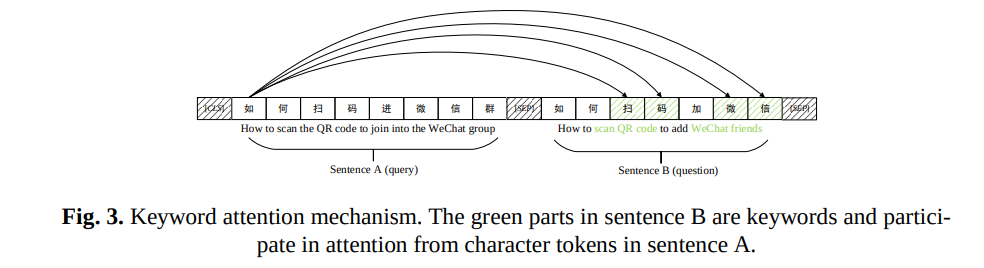 [CLS] 如 何 扫 码 进 微 信 群 [SEP] 如 何 扫 码 加 微 信 [SEP]
How to scan the QR code to join into the WeChat group How to scan QR code to add WeChat friends
Sentence A (query) Sentence B (question)
Fig. 3. Keyword attention mechanism. The green parts in sentence B are keywords and partici-
pate in attention from character tokens in sentence A.